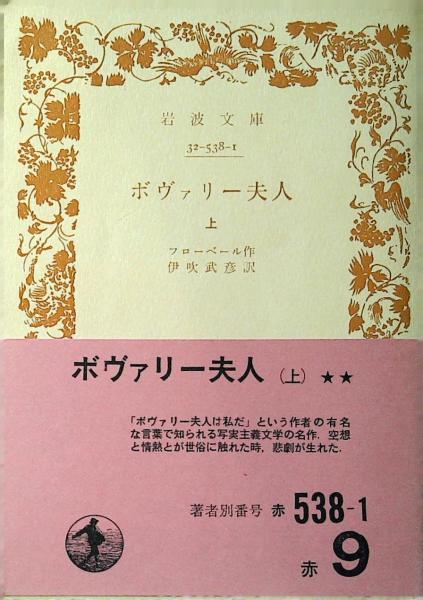 岩波文庫
32-538-1
ボヴァリー夫人
上
フローベール作
伊吹武彦訳
ボヴァリー夫人 (上) ★★
「ボヴァリー夫人は私だ」という作者の有名
な言葉で知られる写実主義文学の名作．空想
と情熱とが世俗に触れた時，悲劇が生れた．
著者別番号 赤 538-1
赤 9